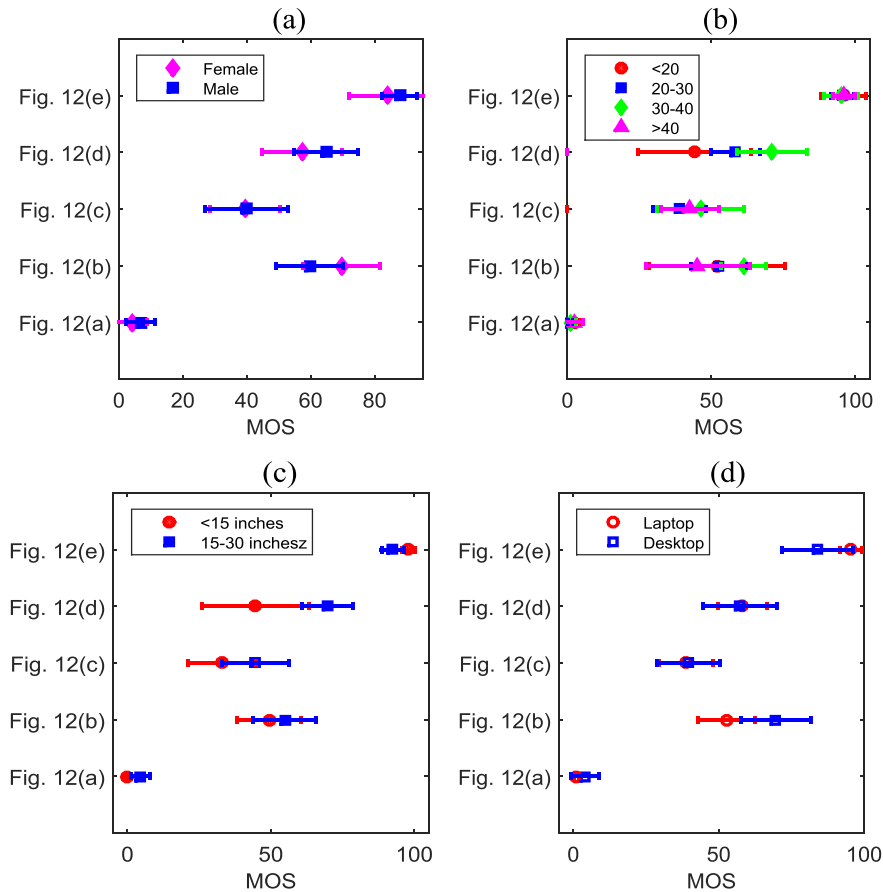 (a)
Female
Male
Fig. 12(e)
Fig. 12(d)
Fig. 12(c)
Fig. 12(b)
Fig. 12(a)
0 20 40 60 80
MOS
(b)
<20
20-30
30-40
>40
Fig. 12(e)
Fig. 12(d)
Fig. 12(c)
Fig. 12(b)
Fig. 12(a)
0 50 100
MOS
(c)
<15 inches
15-30 inchesz
Fig. 12(e)
Fig. 12(d)
Fig. 12(c)
Fig. 12(b)
Fig. 12(a)
0 50 100
MOS
(d)
Laptop
Desktop
Fig. 12(e)
Fig. 12(d)
Fig. 12(c)
Fig. 12(b)
Fig. 12(a)
0 50 100
MOS